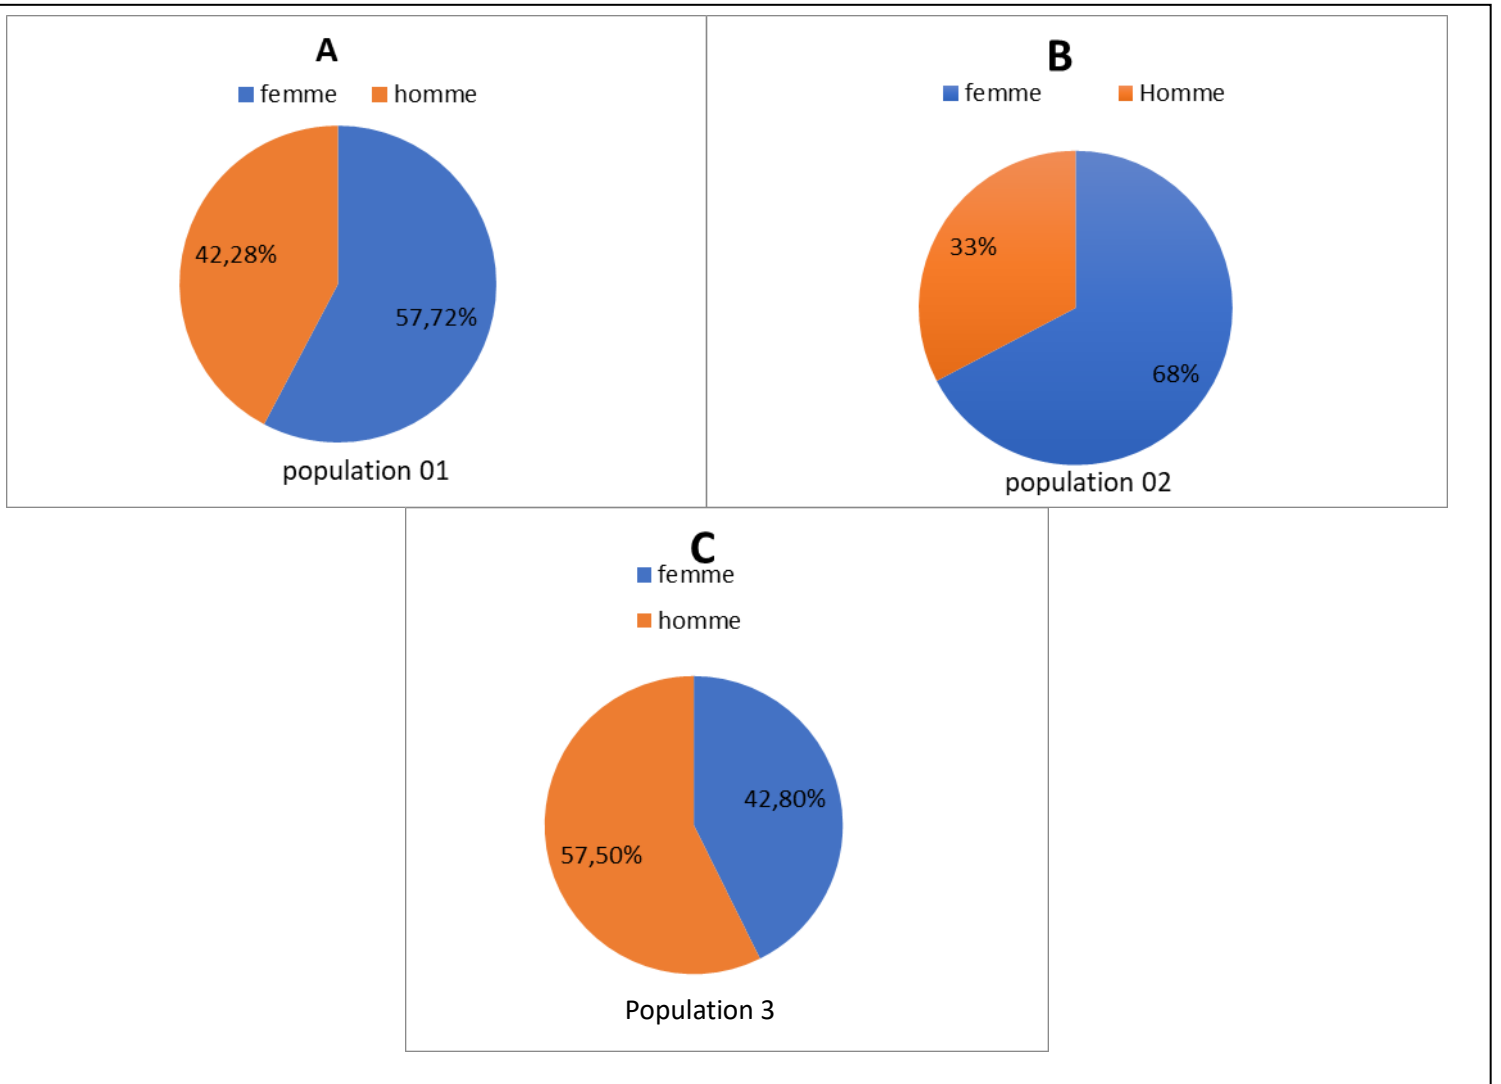 A
femme homme
42,28%
57,72%
population 01
B
femme Homme
33%
68%
population 02
C
femme
homme
42,80%
57,50%
Population 3